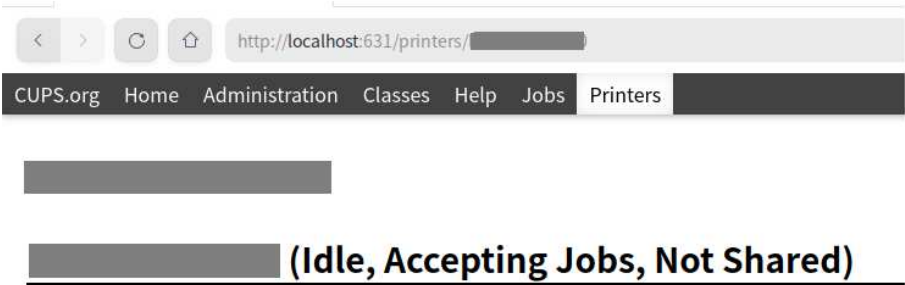 http://localhost:631/printers/
CUPS.org Home Administration Classes Help Jobs Printers
(Idle, Accepting Jobs, Not Shared)